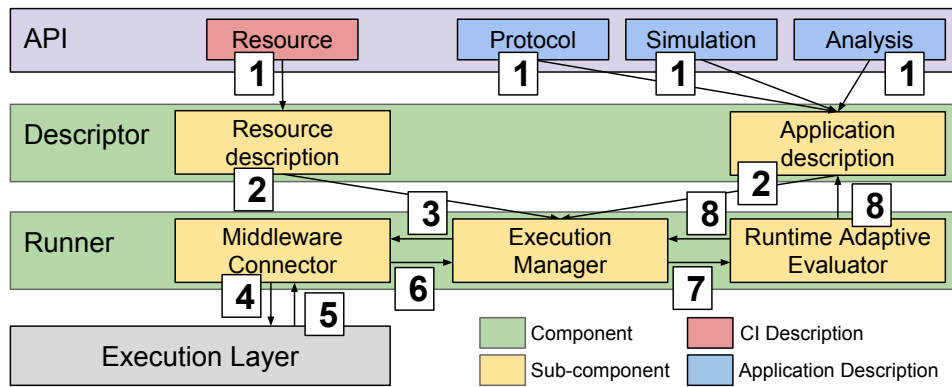 API
Resource
Protocol
Simulation
Analysis
1
1
1
1
Descriptor
Resource
description
Application
description
2
2
3
8
8
Runner
Middleware
Connector
Execution
Manager
Runtime Adaptive
Evaluator
4
5
6
7
Execution Layer
Component
CI Description
Sub-component
Application Description